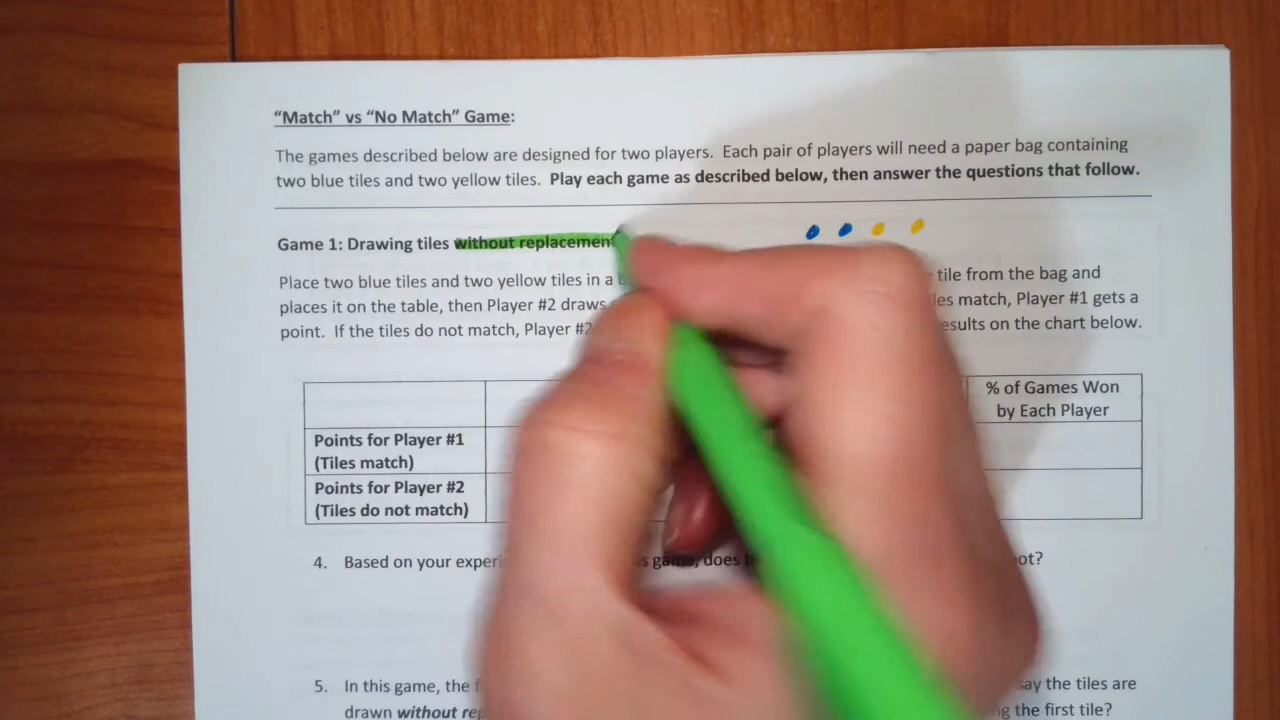 "Match" vs "No Match" Game:
The games described below are designed for two players. Each pair of players will need a paper bag containing
two blue tiles and two yellow tiles. Play each game as described below, then answer the questions that follow.
Game 1: Drawing tiles without replacement
Place two blue tiles and two yellow tiles in a tile from the bag and
places it on the table, then Player #2 draws match, Player #1 gets a
point. If the tiles do not match, Player #2 on the chart below.
% of Games Won
by Each Player
Points for Player #1
(Tiles match)
Points for Player #2
(Tiles do not match)
4. Based on your game, does
5. In this game, the say the tiles are
drawn without the first tile?